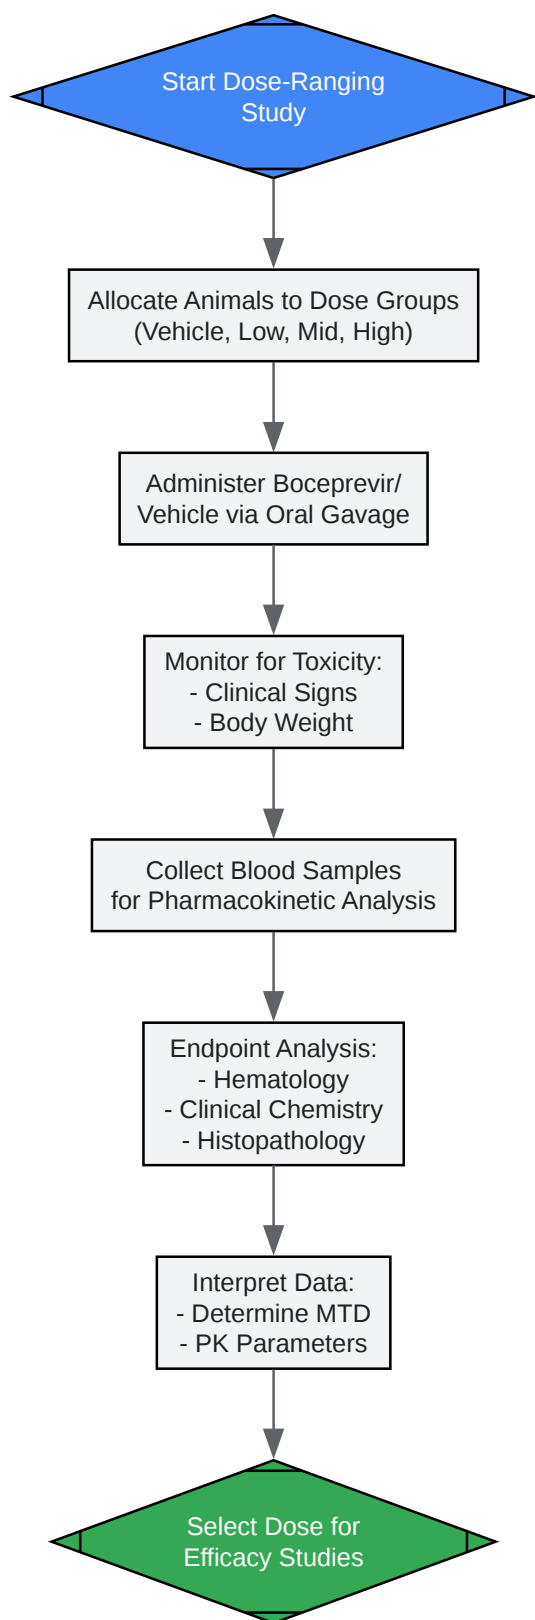 Start Dose-Ranging
Study
Allocate Animals to Dose Groups
(Vehicle, Low, Mid, High)
Administer Boceprevir/
Vehicle via Oral Gavage
Monitor for Toxicity:
- Clinical Signs
- Body Weight
Collect Blood Samples
for Pharmacokinetic Analysis
Endpoint Analysis:
- Hematology
- Clinical Chemistry
- Histopathology
Interpret Data:
- Determine MTD
- PK Parameters
Select Dose for
Efficacy Studies